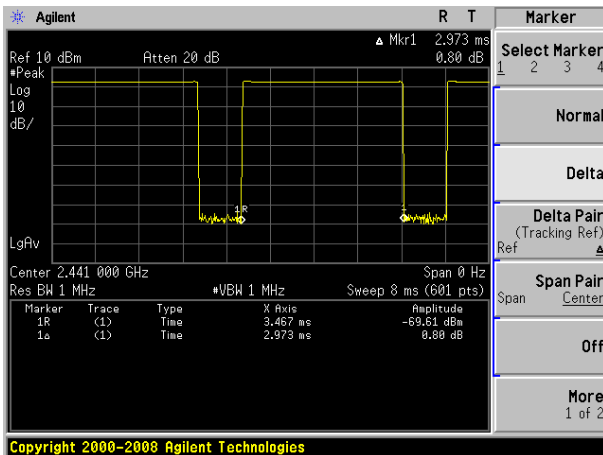 Agilent R T
Marker
Δ Mkr1 2.973 ms
Ref 10 dBm Atten 20 dB 0.80 dB
#Peak
Log
10
dB/
1R
1
LgAv
Center 2.441 000 GHz Span 0 Hz
Res BW 1 MHz #VBW 1 MHz Sweep 8 ms (601 pts)
Marker Trace Type X Axis Amplitude
1R (1) Time 3.467 ms -69.61 dBm
1Δ (1) Time 2.973 ms 0.80 dB
Select Marker
1 2 3 4
Normal
Delta
Delta Pair
(Tracking Ref)
Ref Δ
Span Pair
Span Center
Off
More
1 of 2
Copyright 2000-2008 Agilent Technologies